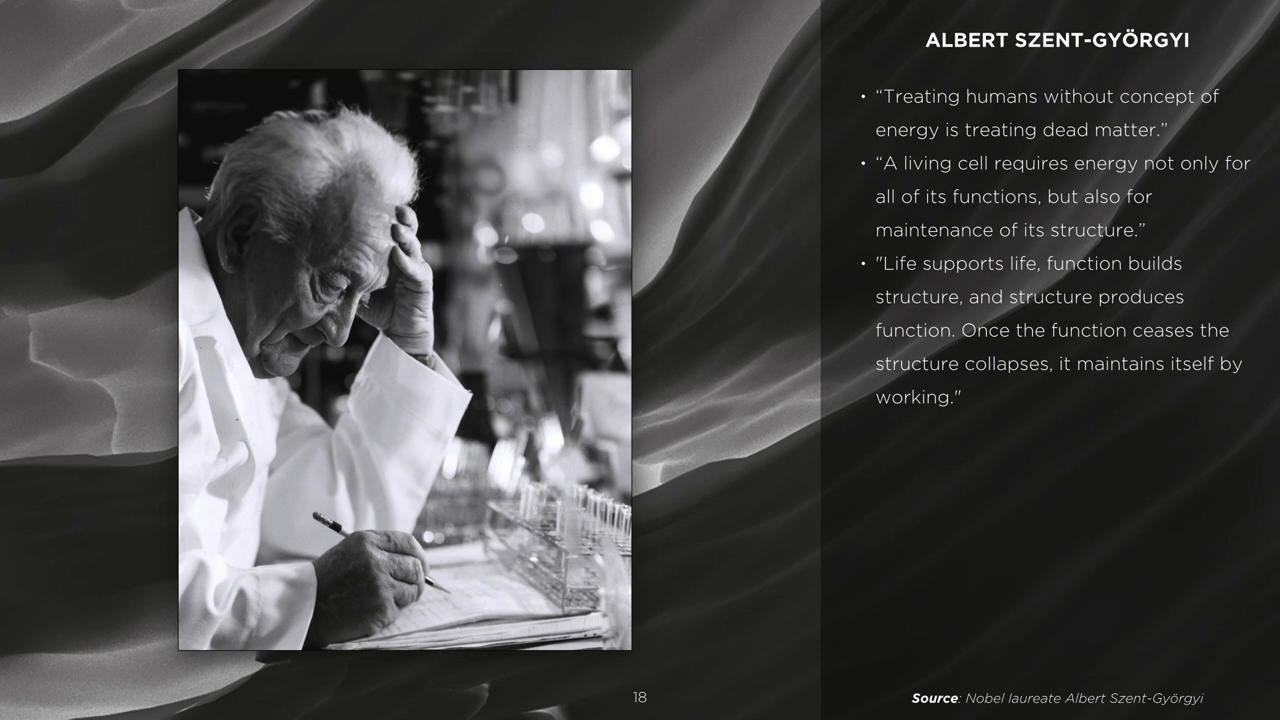 ALBERT SZENT-GYÖRGYI
• “Treating humans without concept of
energy is treating dead matter.”
• “A living cell requires energy not only for
all of its functions, but also for
maintenance of its structure.”
• "Life supports life, function builds
structure, and structure produces
function. Once the function ceases the
structure collapses, it maintains itself by
working."
18
Source: Nobel laureate Albert Szent-Györgyi